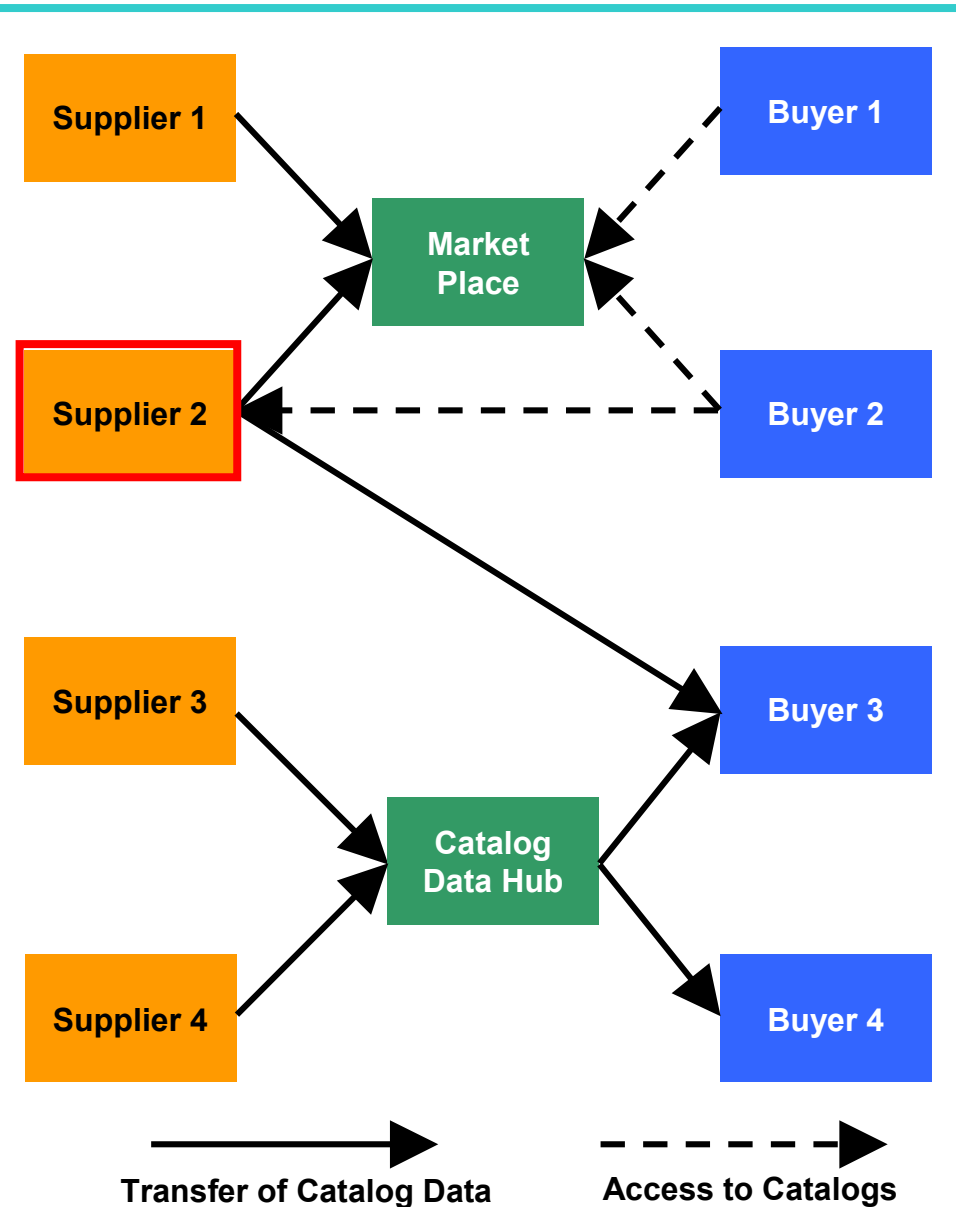 Supplier 1
Buyer 1
Market
Place
Supplier 2
Buyer 2
Supplier 3
Buyer 3
Catalog
Data Hub
Supplier 4
Buyer 4
Transfer of Catalog Data
Access to Catalogs